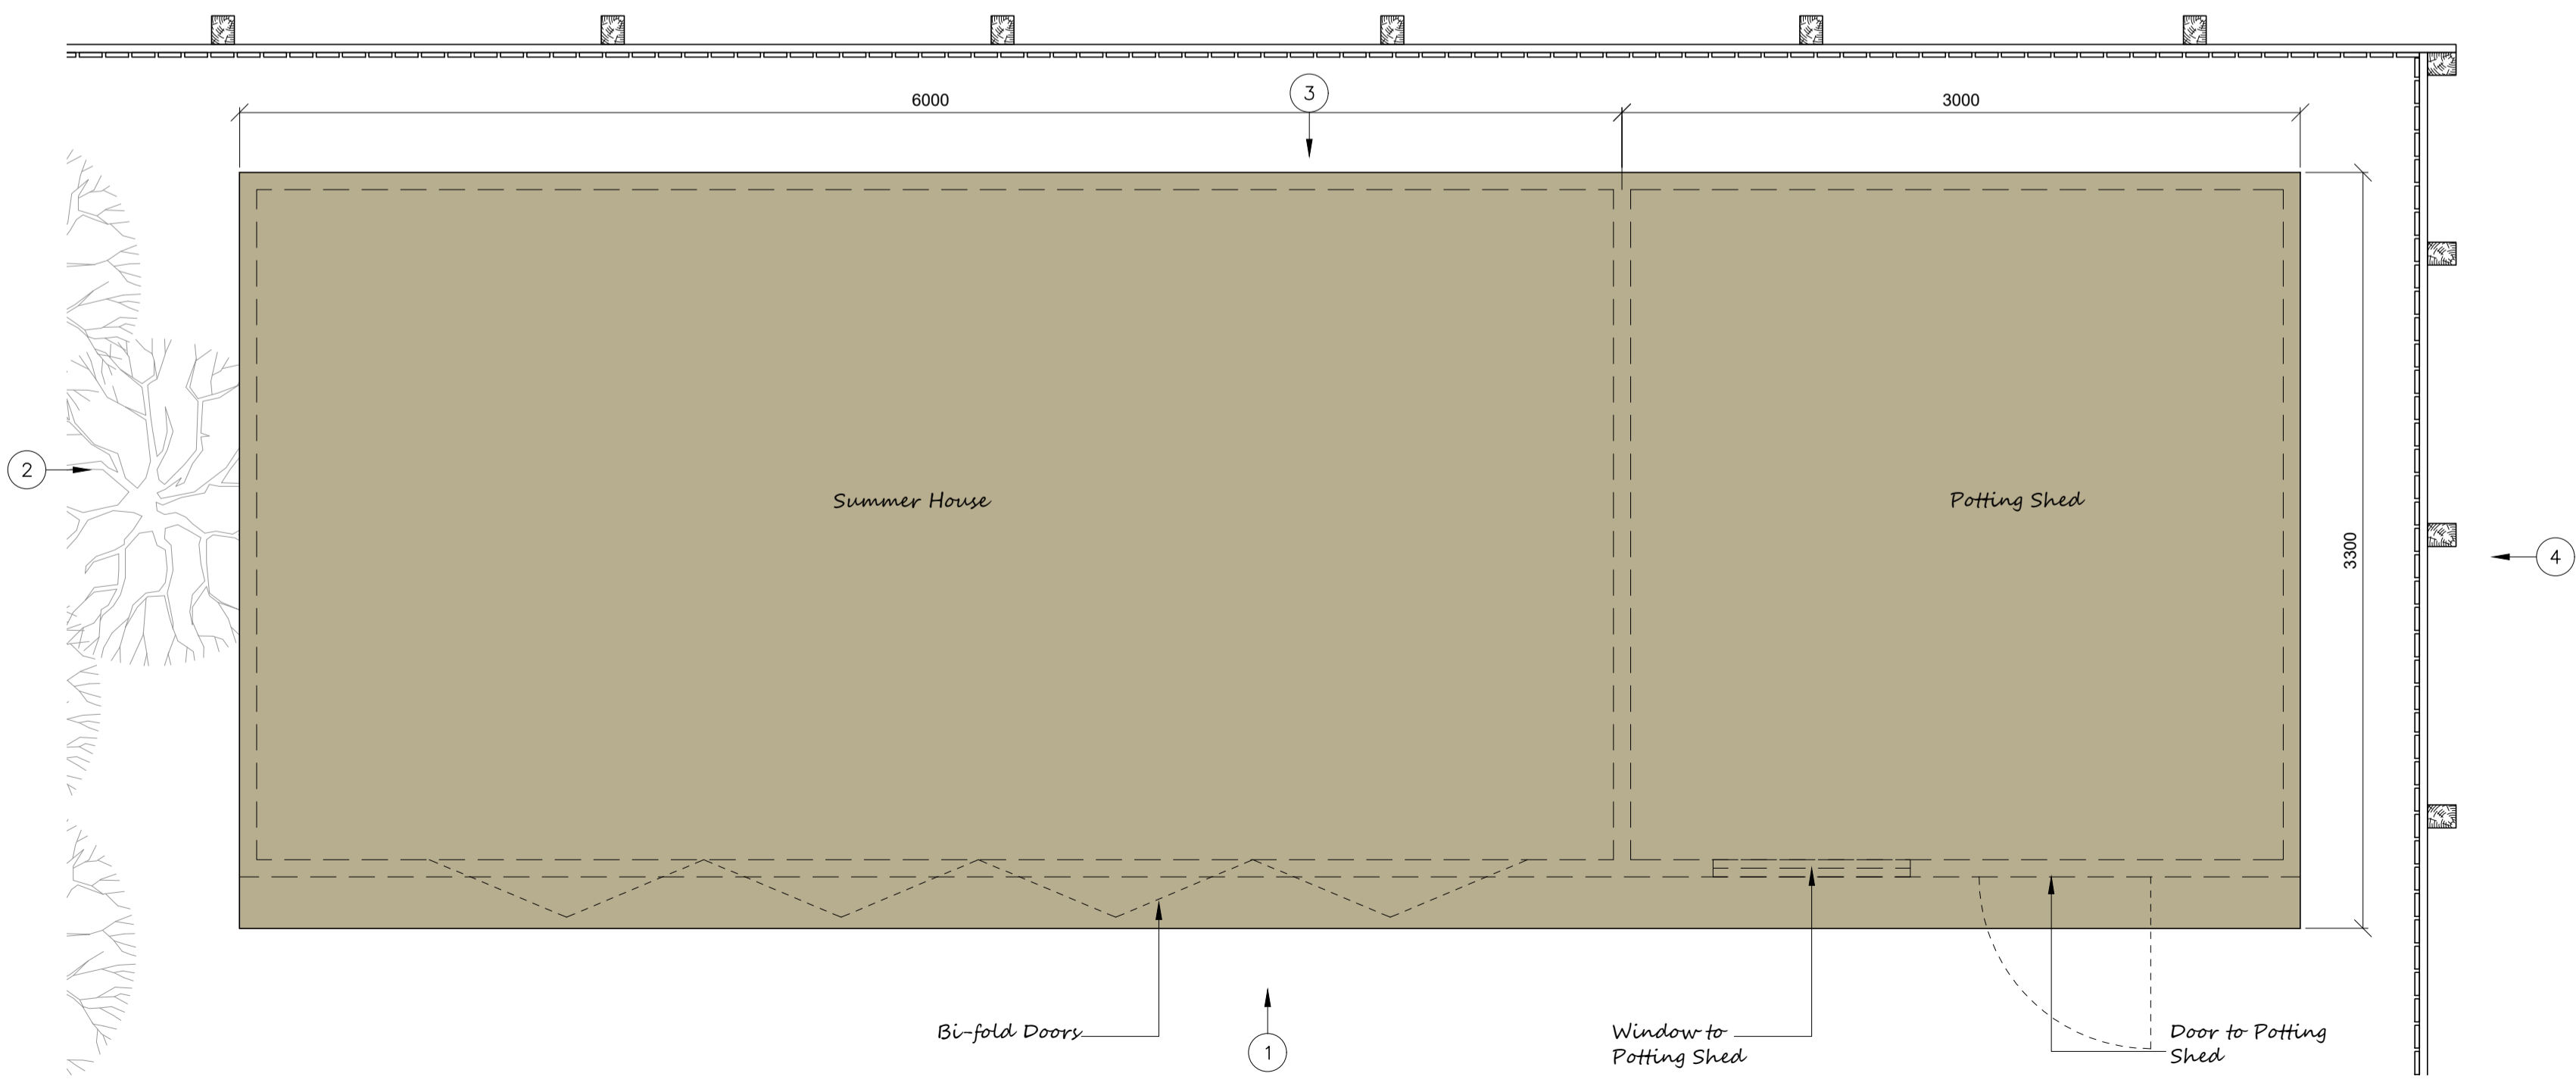 6000
3
3000
2
Summer House
Potting Shed
3300
4
Bi-fold Doors
1
Window to
Potting Shed
Door to Potting
Shed